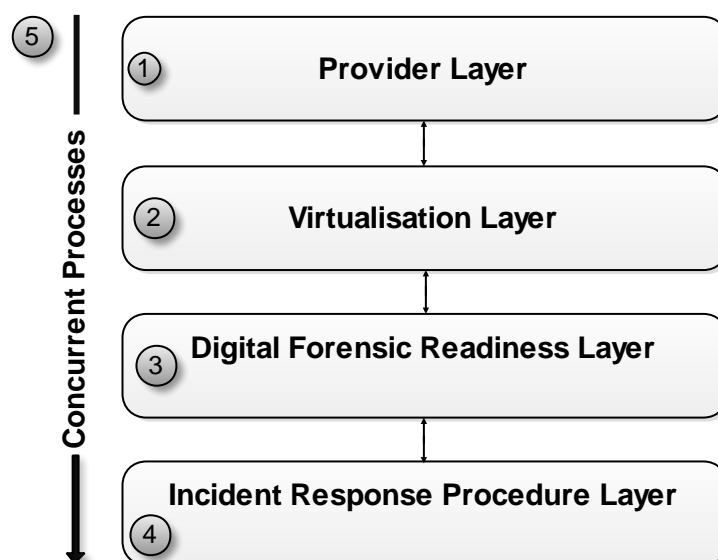 5
1
Provider Layer
2
Virtualisation Layer
3
Digital Forensic Readiness Layer
4
Incident Response Procedure Layer
Concurrent Processes